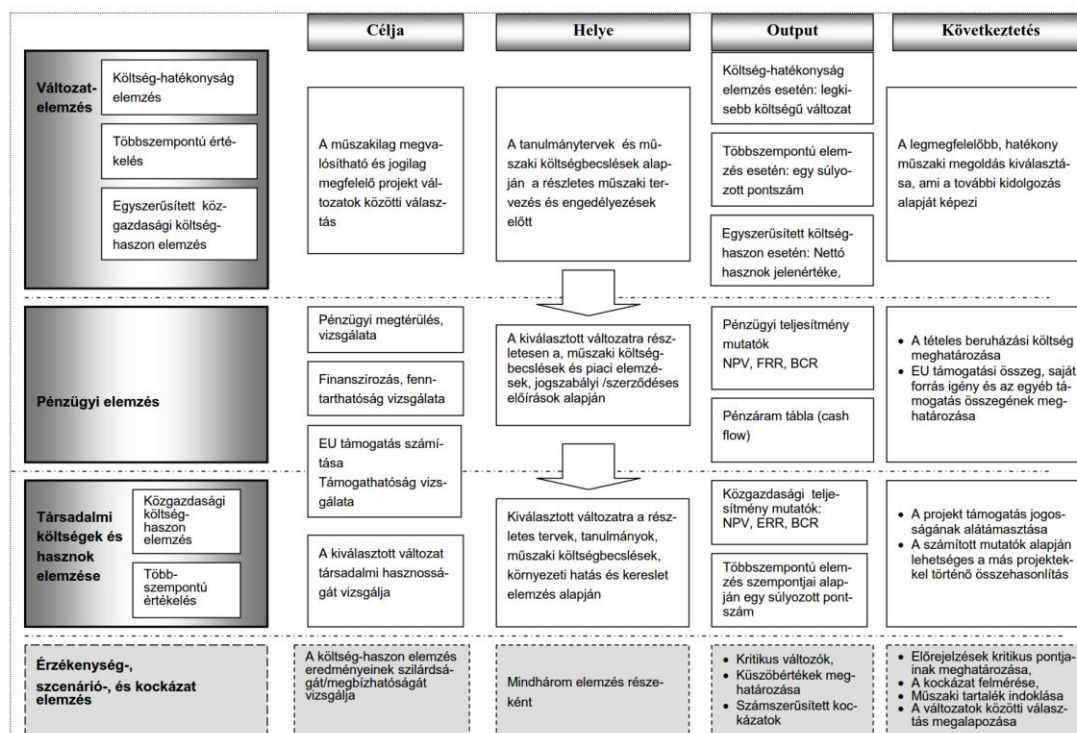 Célja
Helye
Output
Következtetés
Változat-
elemzés
Költség-hatékonyság
elemzés
Többszempontú érté-
kelés
Egyszerűsített köz-
gazdasági költség-
haszon elemzés
A műszakilag megva-
lósítható és jogilag
megfelelő projekt vál-
tozatok közötti válasz-
tás
A tanulmánytervek és mű-
szaki költségbecslések alap-
ján a részletes műszaki ter-
vezés és engedélyezések
előtt
Költség-hatékonyság
elemzés esetén: legki-
sebb költségű változat
Többszempontú elem-
zés esetén: egy súlyo-
zott pontszám
Egyszerűsített költség-
haszon esetén: Nettó
hasznok jelenértéke,
A legmegfelelőbb, hatékony
műszaki megoldás kiválasztá-
sa, ami a további kidolgozás
alapját képezi
Pénzügyi elemzés
Pénzügyi megtérülés,
vizsgálata
Finanszírozás, fenn-
tarthatóság vizsgálata
EU támogatás számí-
tása
Támogathatóság vizs-
gálata
A kiválasztott változatra rész-
letesen a, műszaki költség-
becslések és piaci elemzé-
sek, jogszabályi /szerződéses
előírások alapján
Pénzügyi teljesítmény
mutatók
NPV, FRR, BCR
Pénzáram tábla (cash
flow)
• A tételes beruházási költség
meghatározása
• EU támogatási összeg, saját
forrás igény és az egyéb tá-
mogatás összegének meg-
határozása
Társadalmi
költségek és
hasznok
elemzése
Közgazdasági
költség-
haszon
elemzés
Több-
szempontú
értékelés
A kiválasztott változat
társadalmi hasznossá-
gát vizsgálja
Kiválasztott változatra a rész-
letes tervek, tanulmányok,
műszaki költségbecslések,
környezeti hatás és kereslet
elemzés alapján
Közgazdasági telje-
sítmény mutatók:
NPV, ERR, BCR
Többszempontú elem-
zés szempontjai alap-
ján egy súlyozott pont-
szám
• A projekt támogatás jogos-
ságának alátámasztása
• A számított mutatók alapján
lehetséges a más projektek-
kel történő összehasonlítás
Érzékenység-,
szcenárió-, és kockázat
elemzés
A költség-haszon elemzés
eredményeinek szilárdsá-
gát/megbízhatóságát
vizsgálja
Mindhárom elemzés része-
ként
• Kritikus változók,
• Küszöbértékek meg-
határozása
• Számszerűsített koc-
kázatok
• Előrejelzések kritikus pontja-
inak meghatározása,
• A kockázat felmérése,
• Műszaki tartalék indoklása
• A változatok közötti válasz-
tás megalapozása